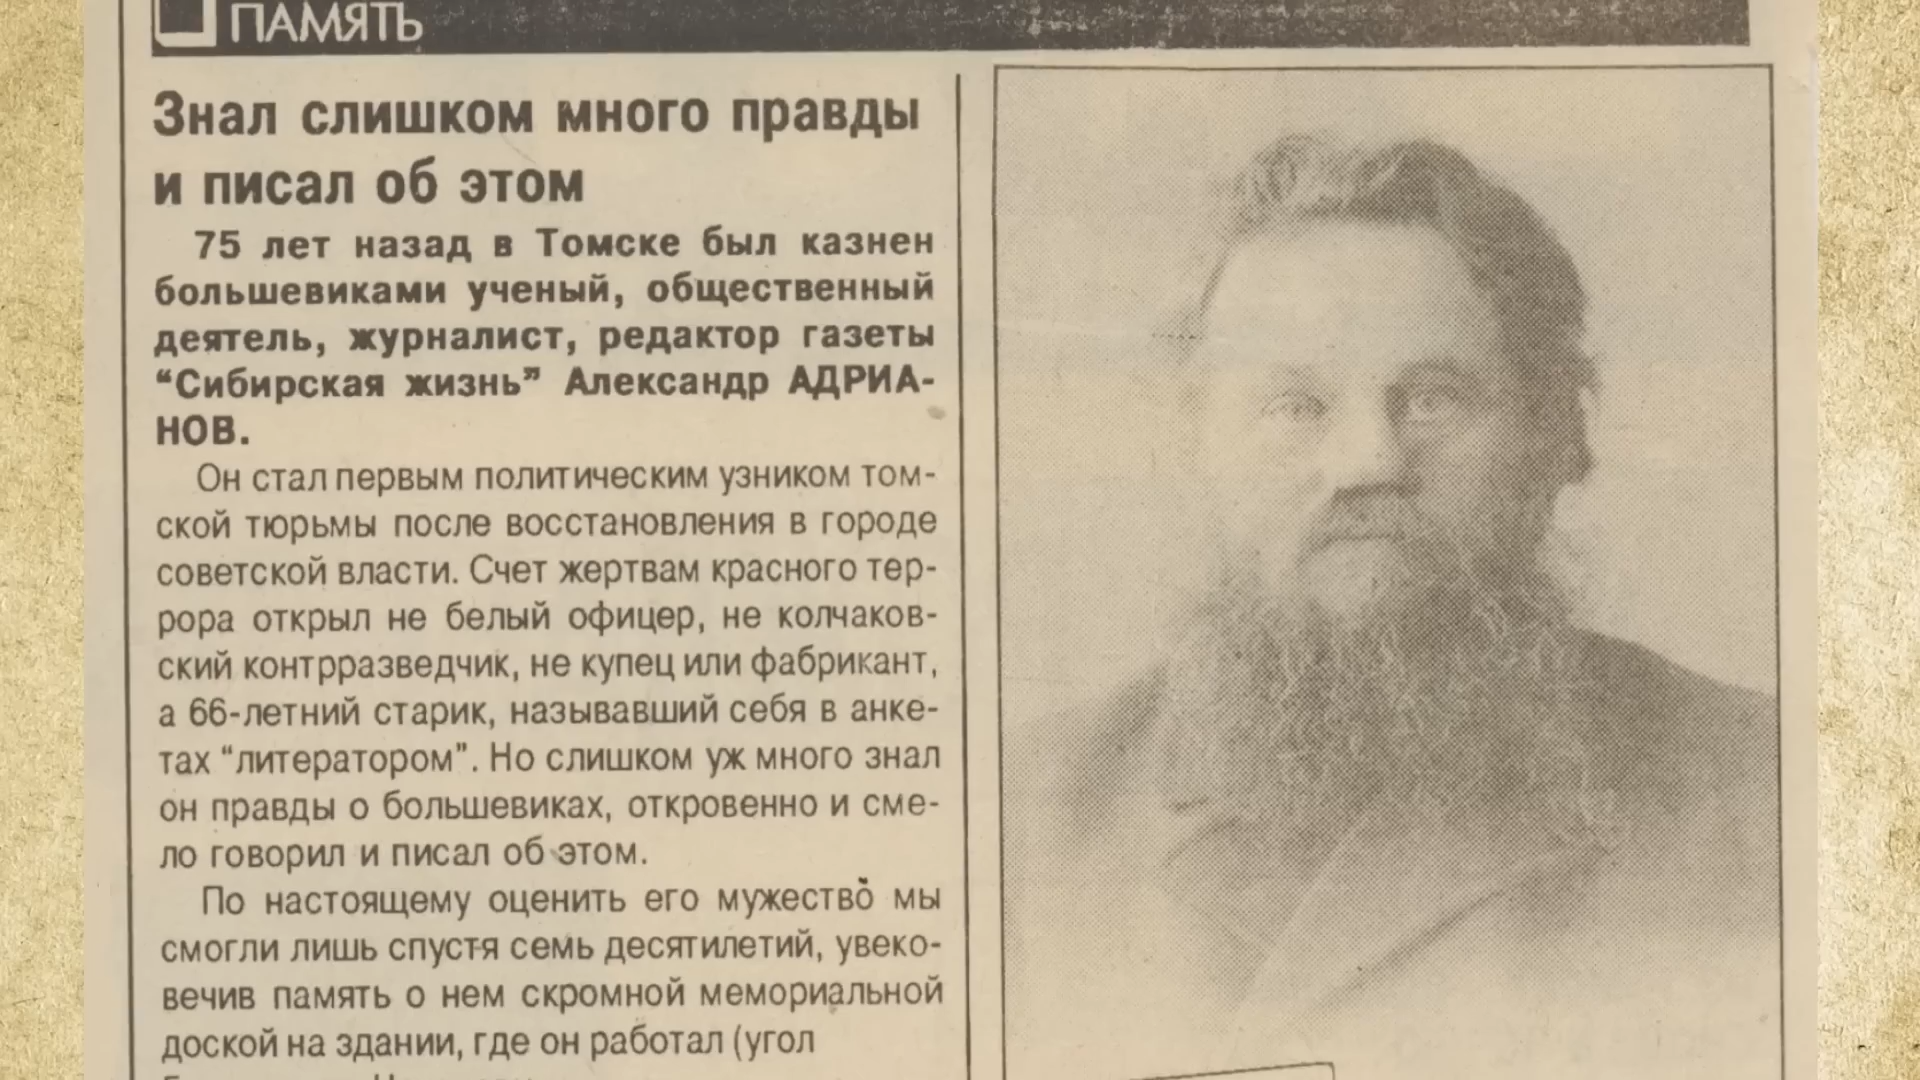 ПАМЯТЬ
Знал слишком много правды
и писал об этом
75 лет назад в Томске был казнен
большевиками ученый, общественный
деятель, журналист, редактор газеты
“Сибирская жизнь” Александр АДРИА-
НОВ.
Он стал первым политическим узником том-
ской тюрьмы после восстановления в городе
советской власти. Счет жертвам красного тер-
рора открыл не белый офицер, не колчаков-
ский контрразведчик, не купец или фабрикант,
а 66-летний старик, называвший себя в анке-
тах “литератором”. Но слишком уж много знал
он правды о большевиках, откровенно и сме-
ло говорил и писал об этом.
По настоящему оценить его мужество мы
смогли лишь спустя семь десятилетий, увеко-
вечив память о нем скромной мемориальной
доской на здании, где он работал (угол